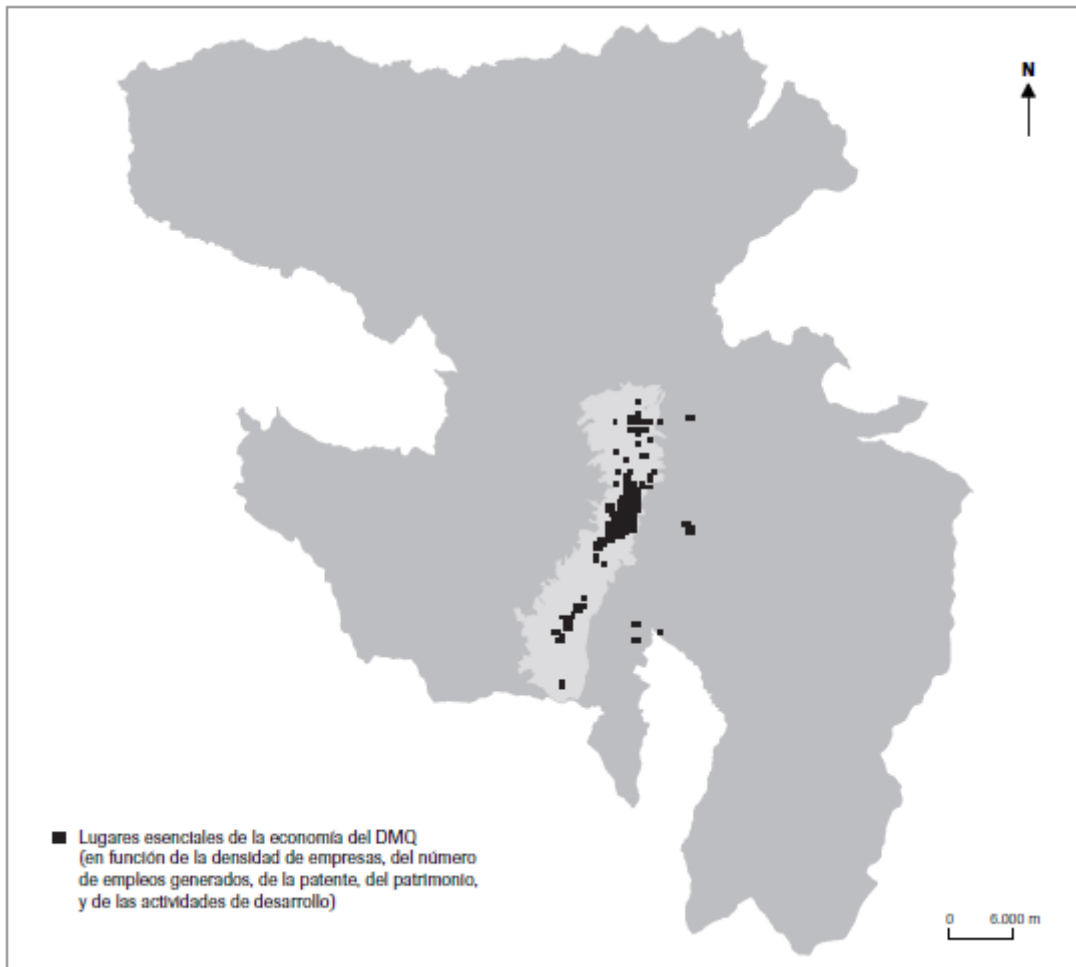 N
Lugares esenciales de la economía del DMQ
(en función de la densidad de empresas, del número
de empleos generados, de la patente, del patrimonio,
y de las actividades de desarrollo)
0 6.000 m